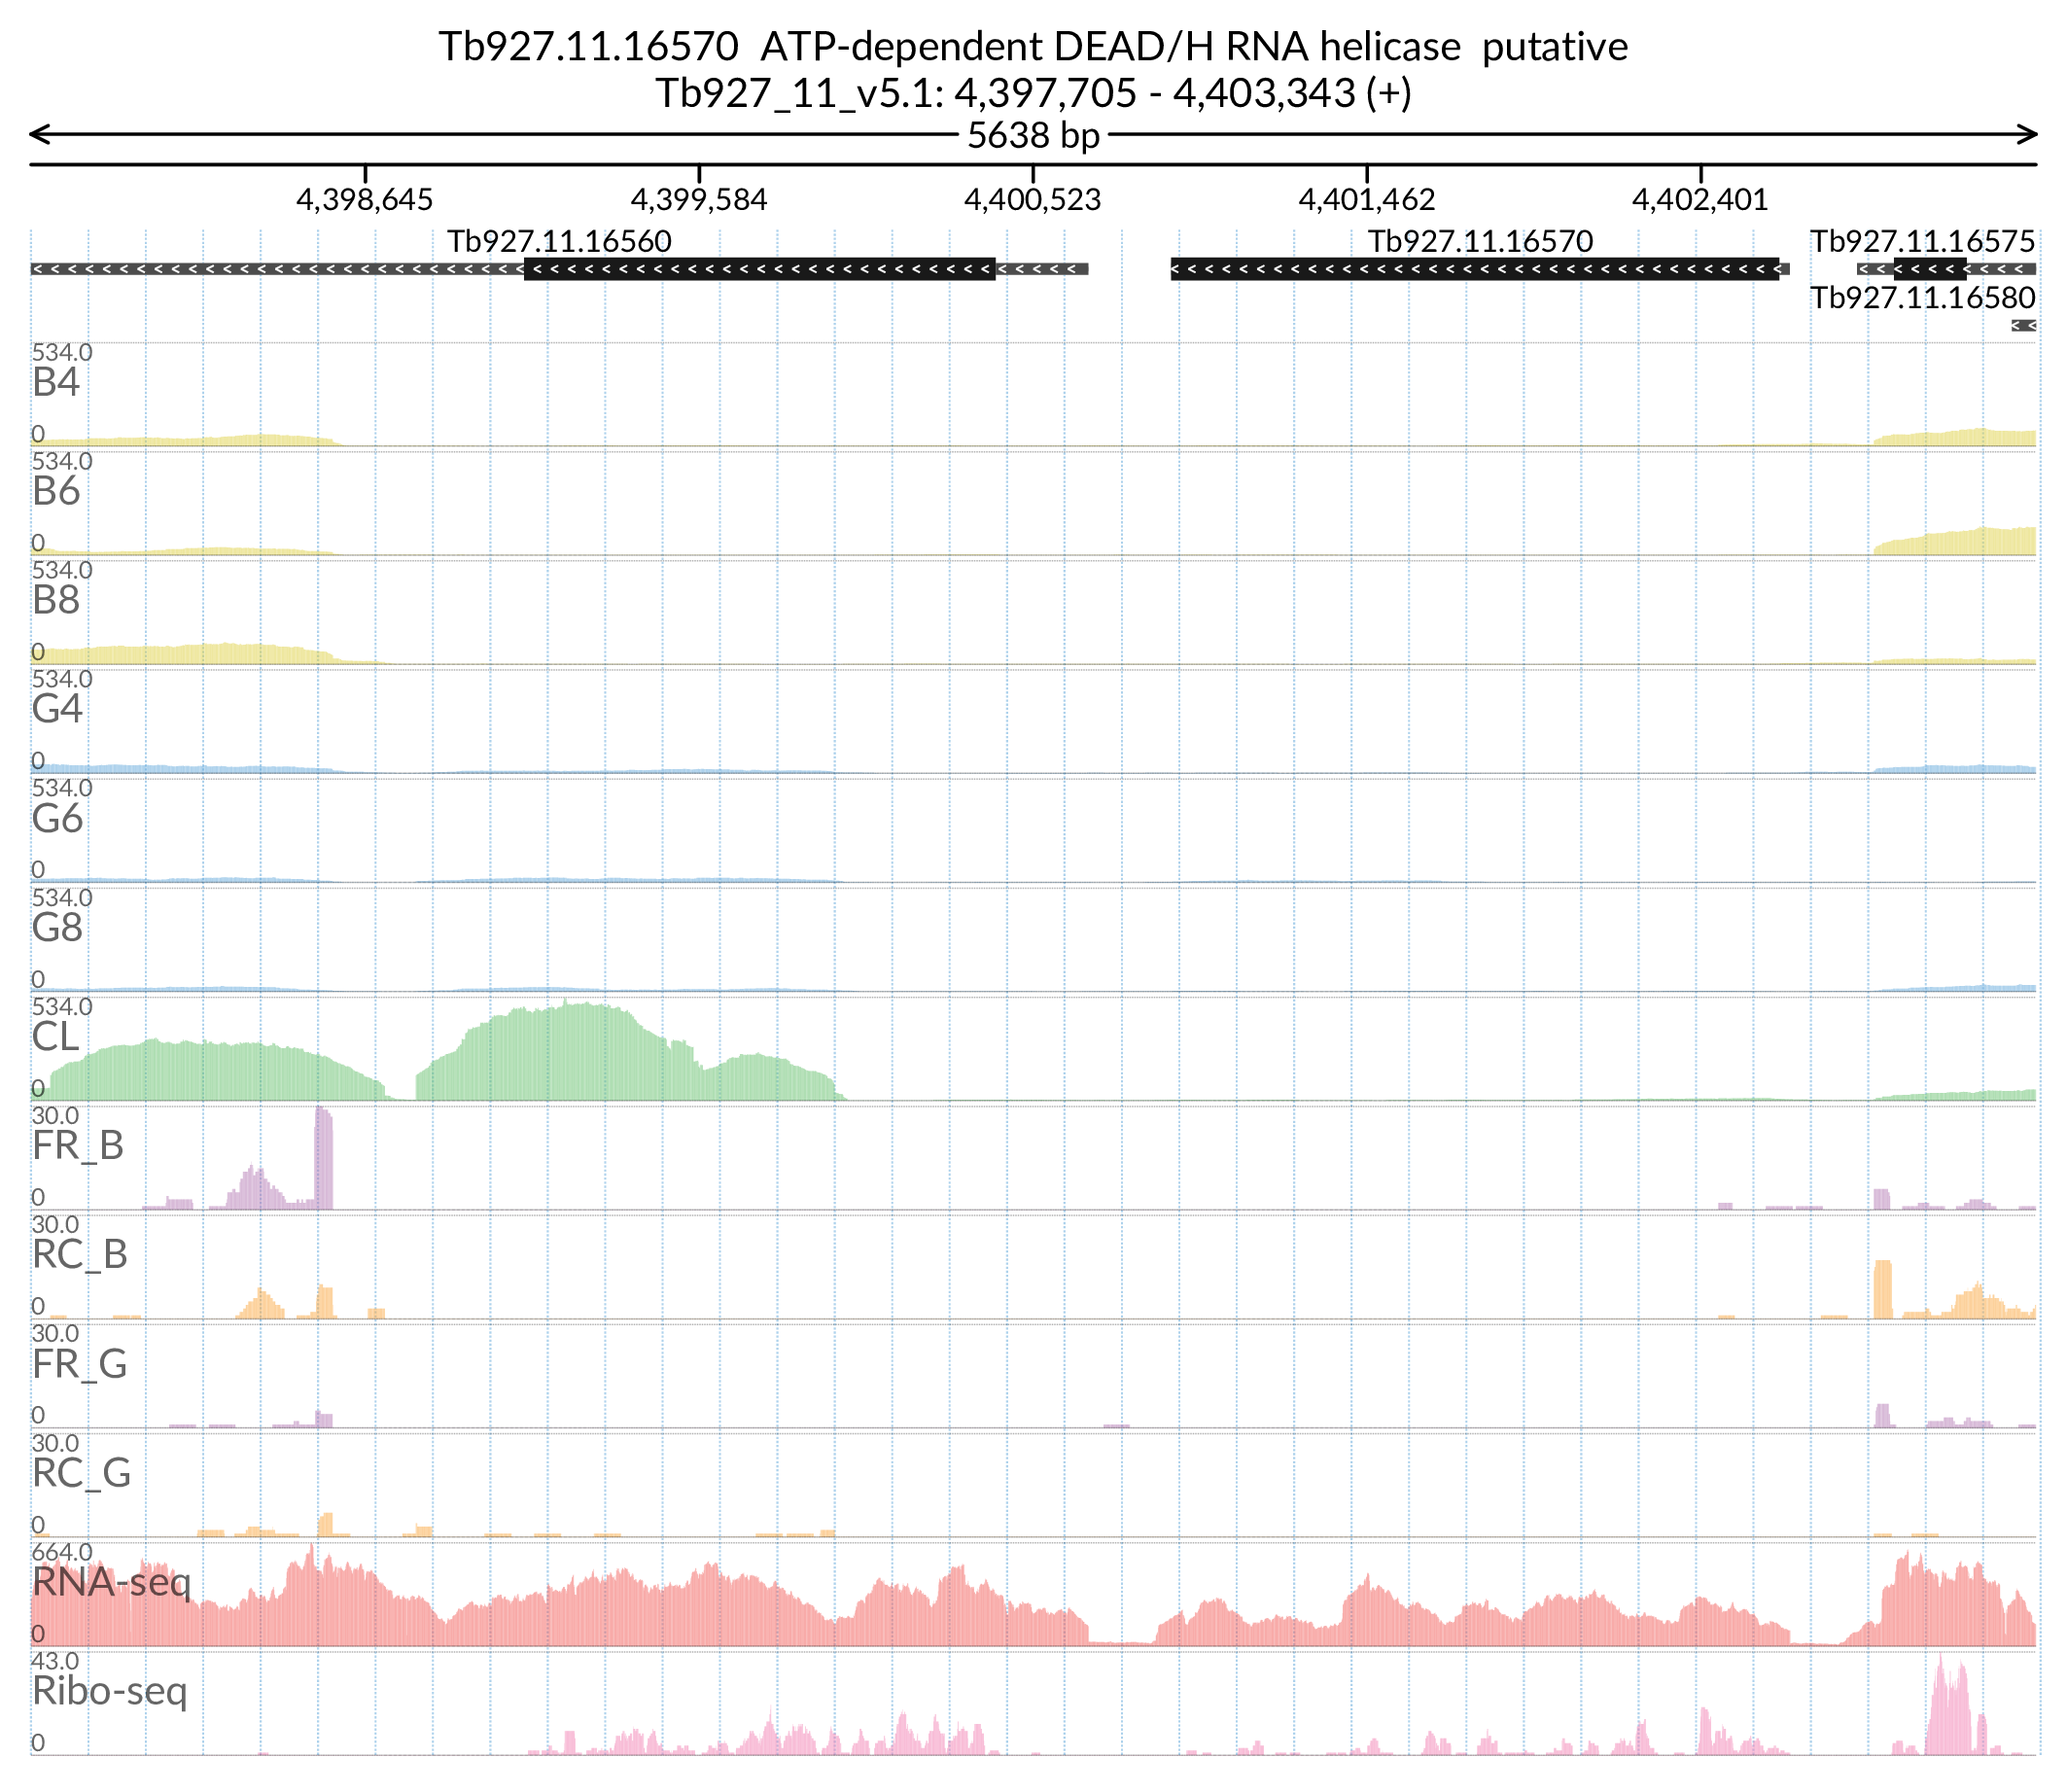 Tb927.11.16570 ATP-dependent DEAD/H RNA helicase putative
Tb927_11_v5.1: 4,397,705 - 4,403,343 (+)
5638 bp
4,398,645 4,399,584 4,400,523 4,401,462 4,402,401
Tb927.11.16560 Tb927.11.16570 Tb927.11.16575
Tb927.11.16580
534.0
B4
0
534.0
B6
0
534.0
B8
0
534.0
G4
0
534.0
G6
0
534.0
G8
0
534.0
CL
0
30.0
FR_B
0
30.0
RC_B
0
30.0
FR_G
0
30.0
RC_G
0
664.0
RNA-seq
0
43.0
Ribo-seq
0